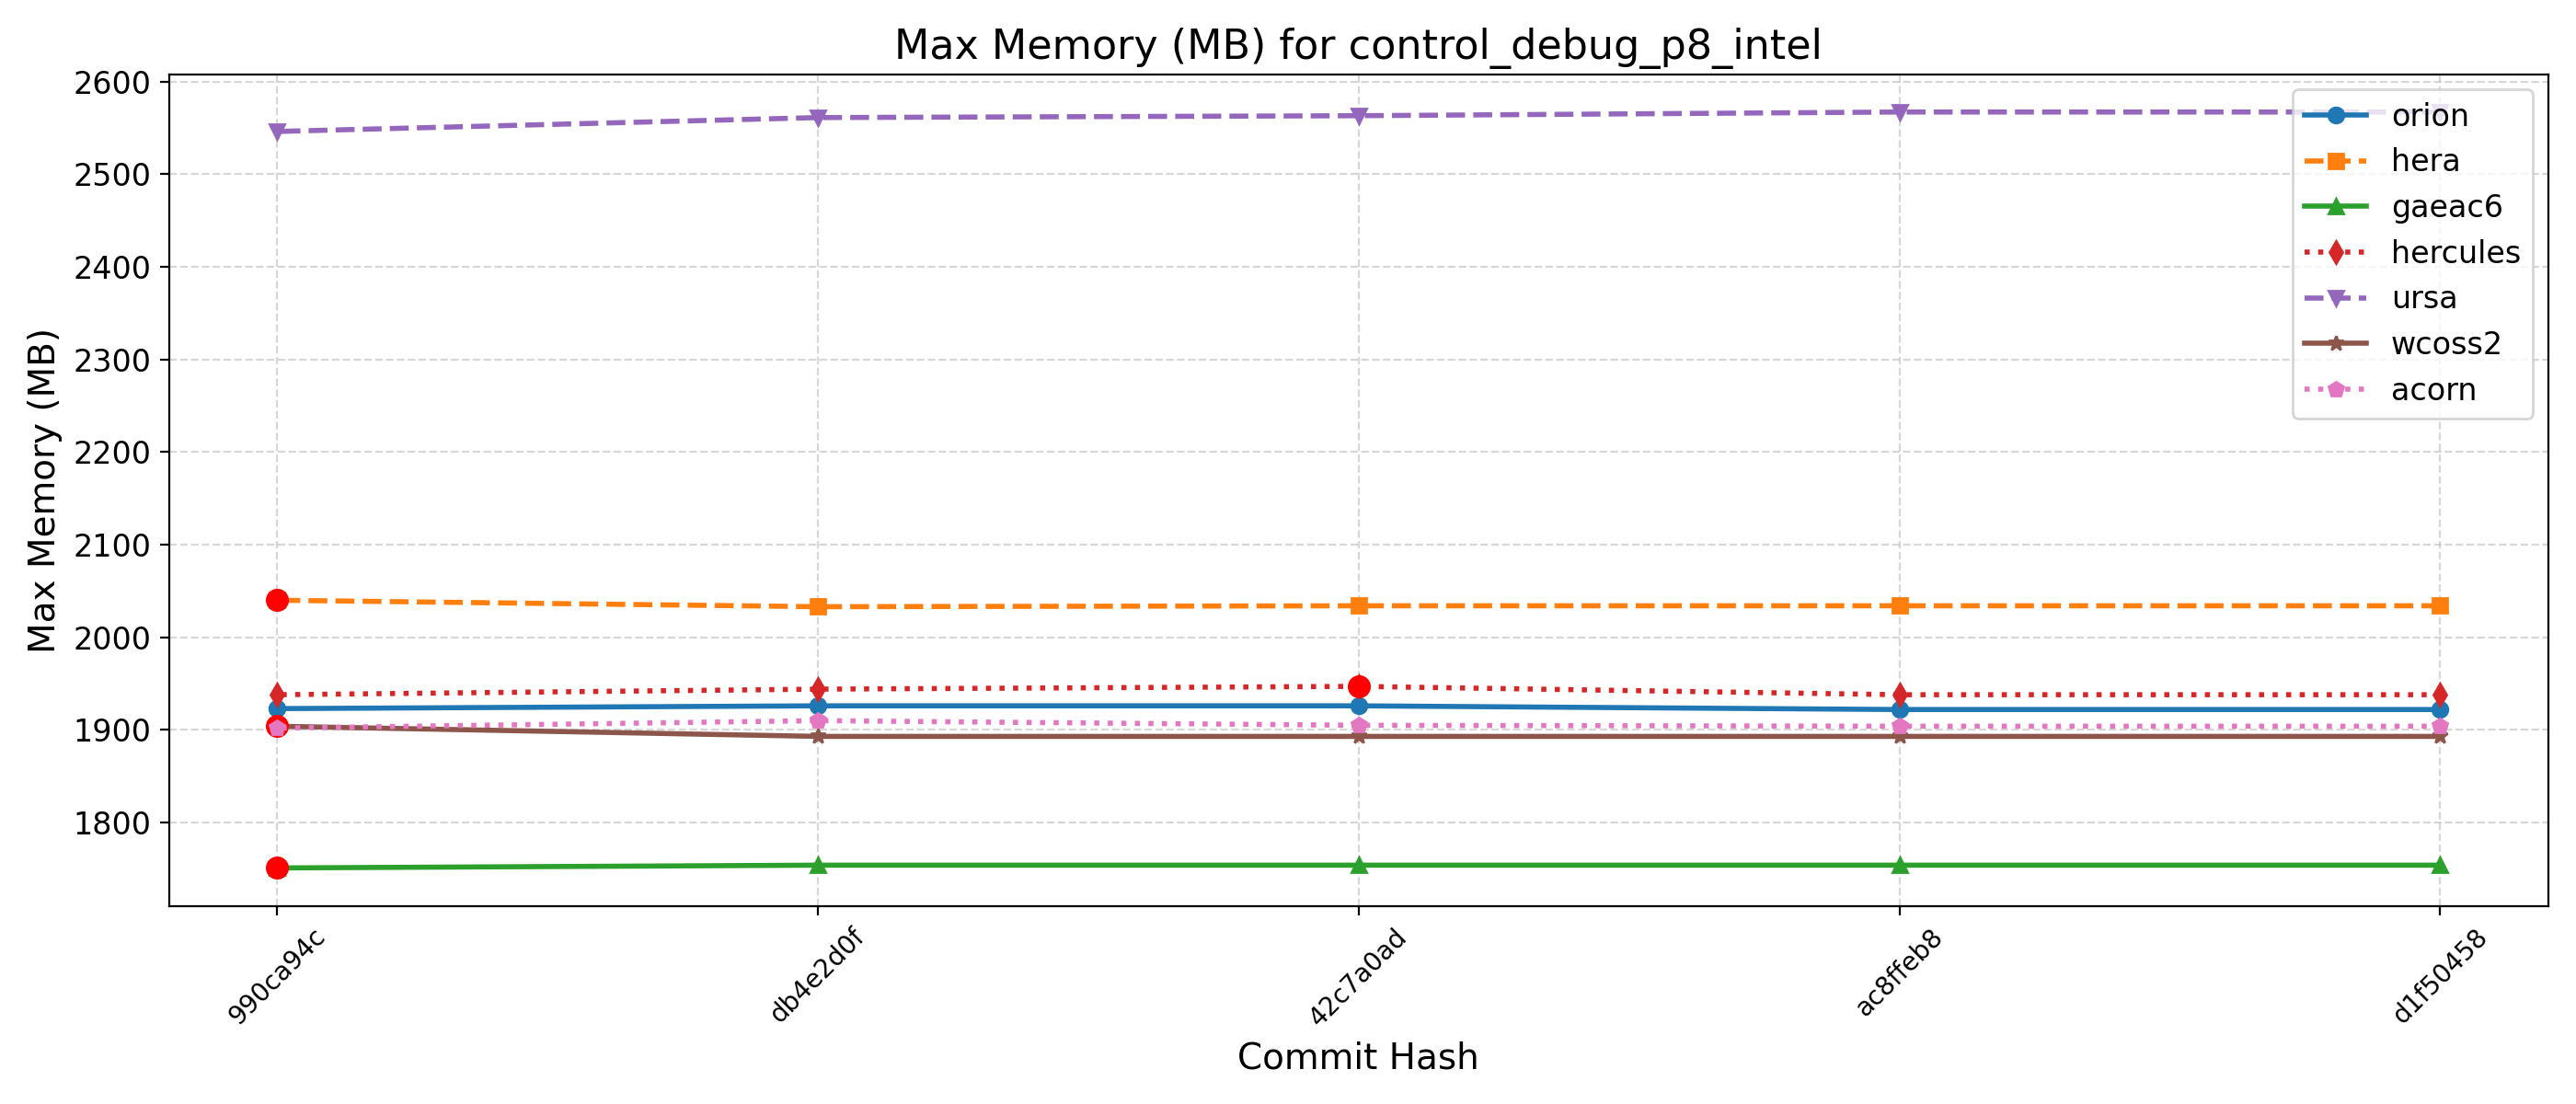 Max Memory (MB) for control_debug_p8_intel
Max Memory (MB)
2600
2500
2400
2300
2200
2100
2000
1900
1800
orion
hera
gaeac6
hercules
ursa
wcoss2
acorn
990ca94c
db4e2d0f
42c7a0ad
ac8ffeb8
d1f50458
Commit Hash